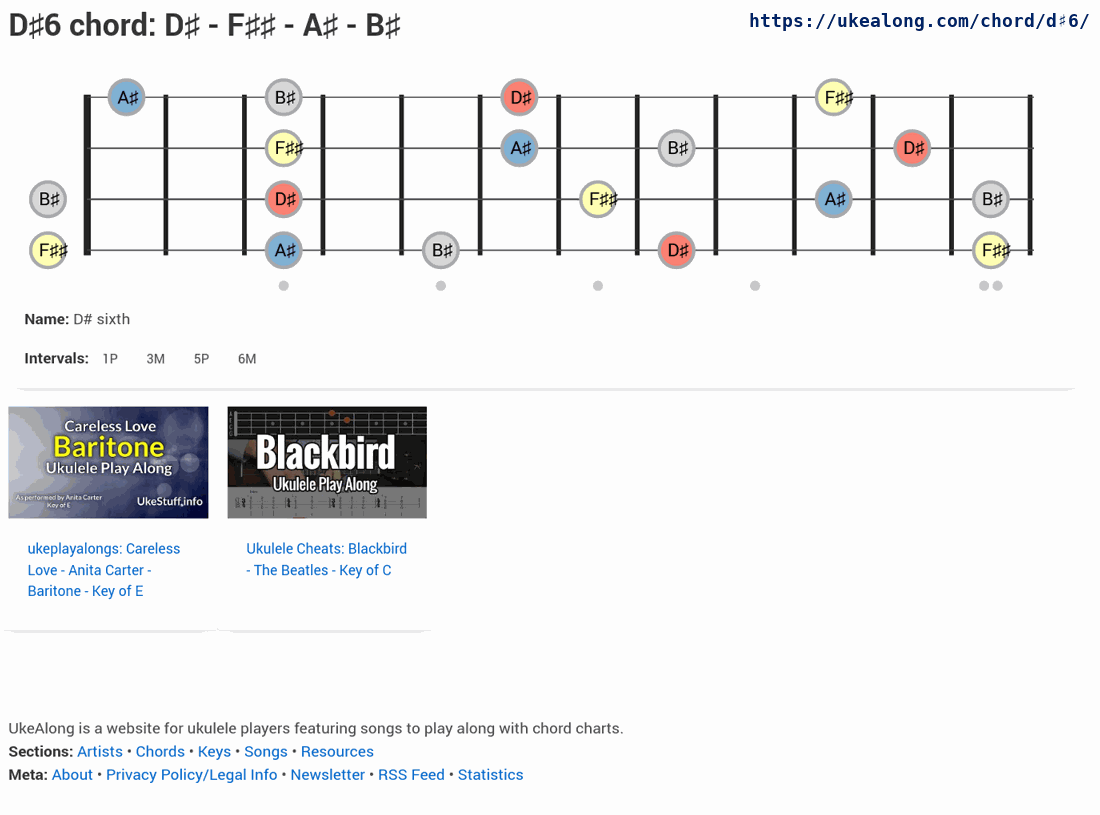 D♯6 chord: D♯ - F♯♯ - A♯ - B♯
https://ukealong.com/chord/d♯6/
A♯ B♯ D♯ F♯♯
F♯♯ A♯ B♯ D♯
B♯ D♯ F♯♯ A♯ B♯
F♯♯ A♯ B♯ D♯ F♯♯
Name: D# sixth
Intervals: 1P 3M 5P 6M
Careless Love
Baritone
Ukulele Play Along
As performed by Anita Carter
Key of E
UkeStuff.info
Blackbird
Ukulele Play Along
ukeplayalongs: Careless
Love - Anita Carter -
Baritone - Key of E
Ukulele Cheats: Blackbird
- The Beatles - Key of C
UkeAlong is a website for ukulele players featuring songs to play along with chord charts.
Sections: Artists • Chords • Keys • Songs • Resources
Meta: About • Privacy Policy/Legal Info • Newsletter • RSS Feed • Statistics